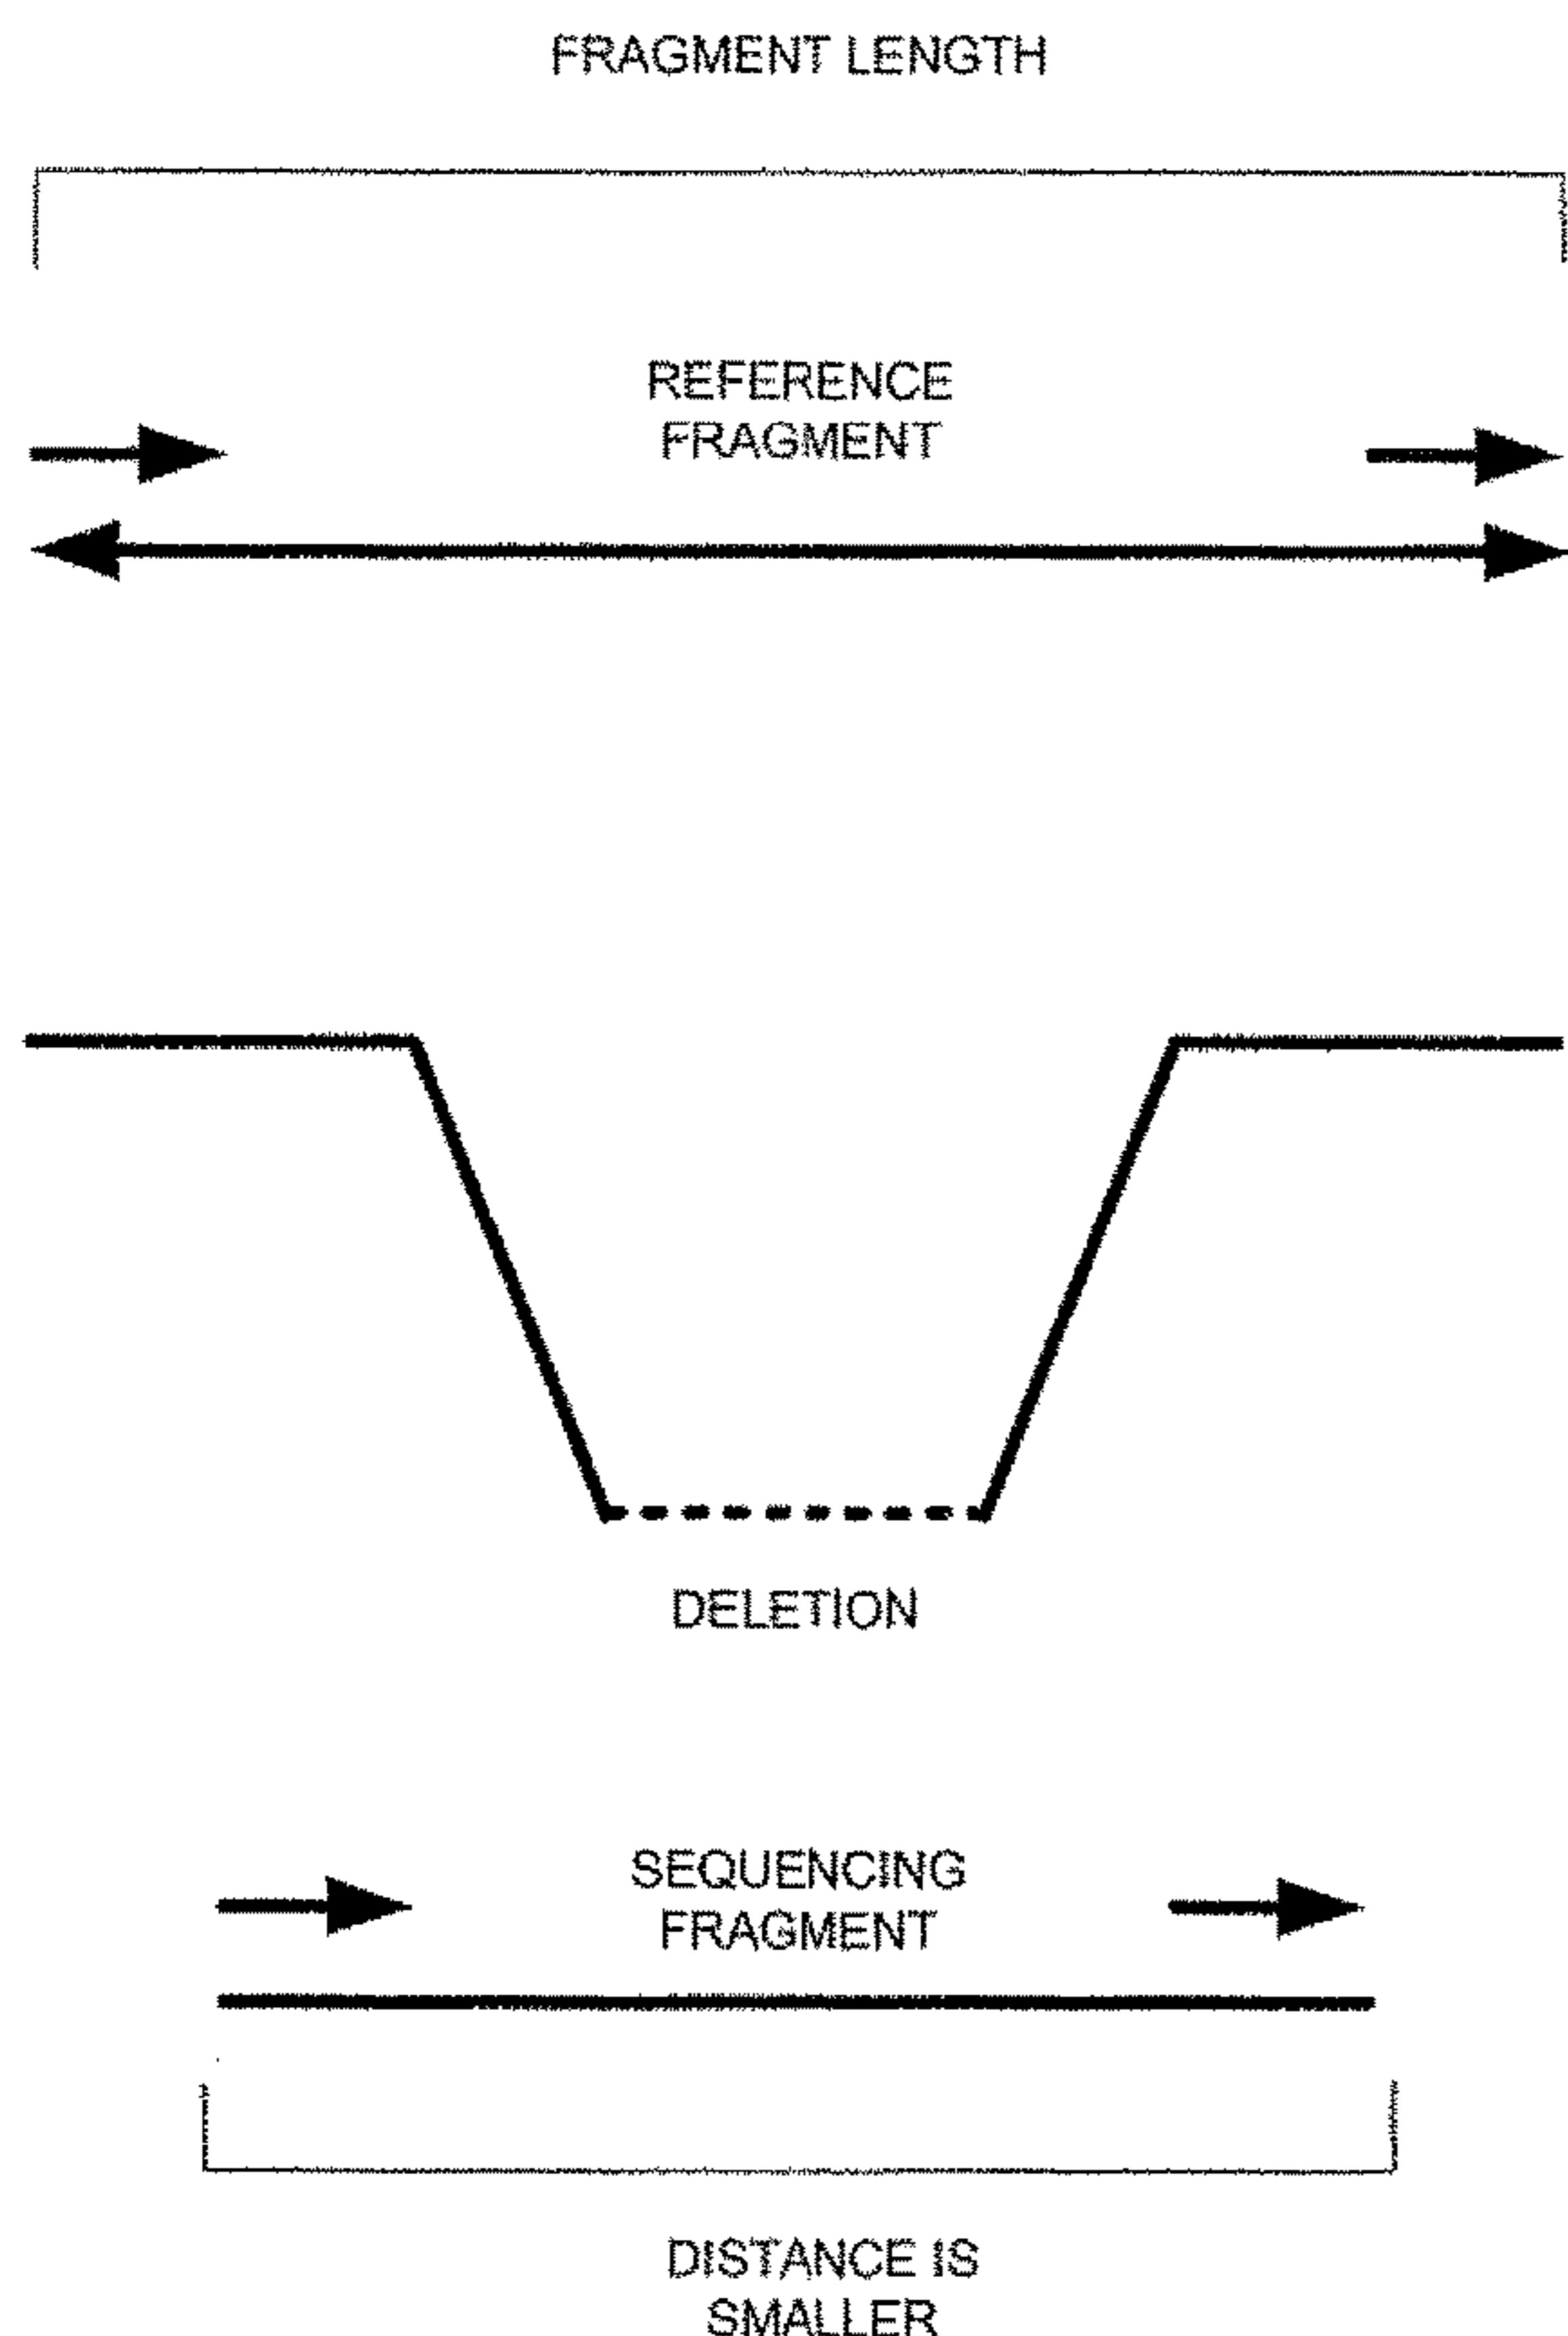 FRAGMENT LENGTH
REFERENCE
FRAGMENT
DELETION
SEQUENCING
FRAGMENT
DISTANCE IS
SMALLER